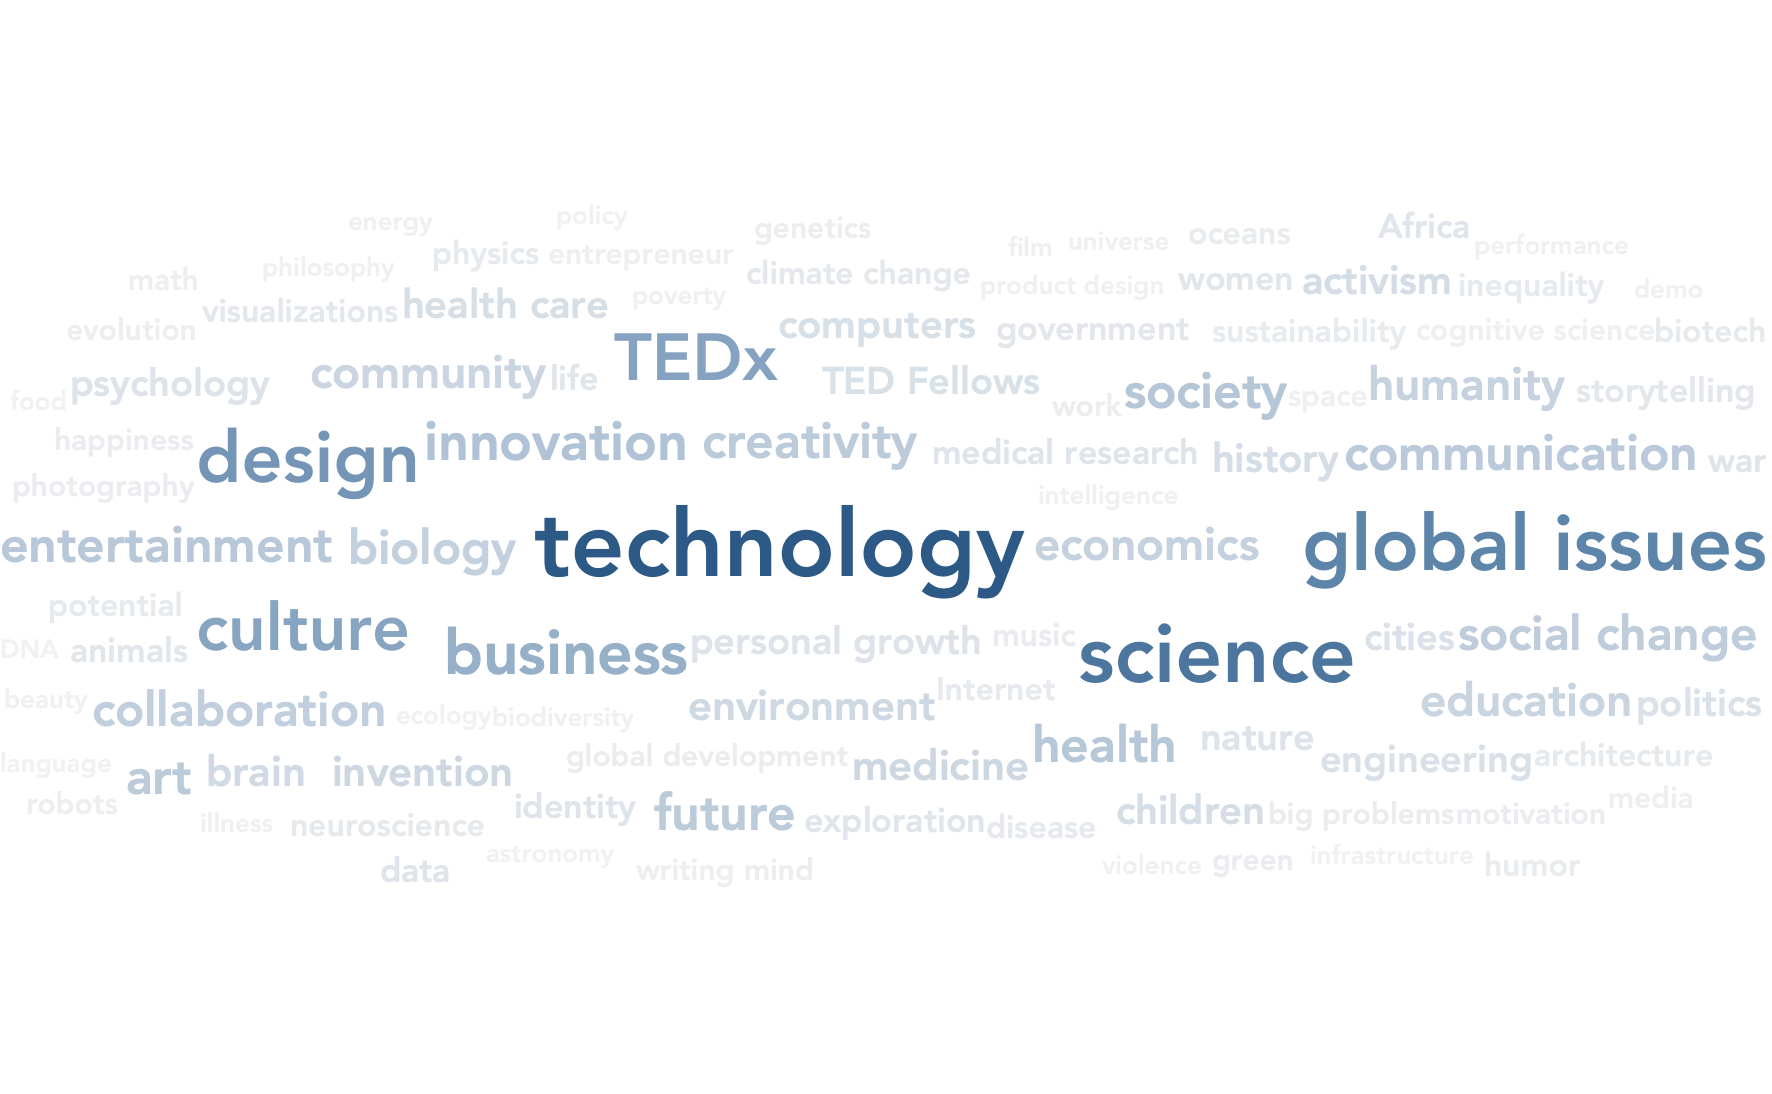 energy policy genetics film universe oceans Africa performance
math philosophy physics entrepreneur climate change product design women activism inequality demo
evolution visualizations health care poverty computers government sustainability cognitive science biotech
food psychology community life TEDx TED Fellows work society space humanity storytelling
happiness design innovation creativity medical research history communication war
photography intelligence
entertainment biology technology economics global issues
potential culture business personal growth music science cities social change
DNA animals
beauty collaboration ecology biodiversity environment Internet education politics
language art brain invention global development medicine health nature engineering architecture
robots illness neuroscience identity future exploration disease children big problems motivation media
data astronomy writing mind violence green infrastructure humor